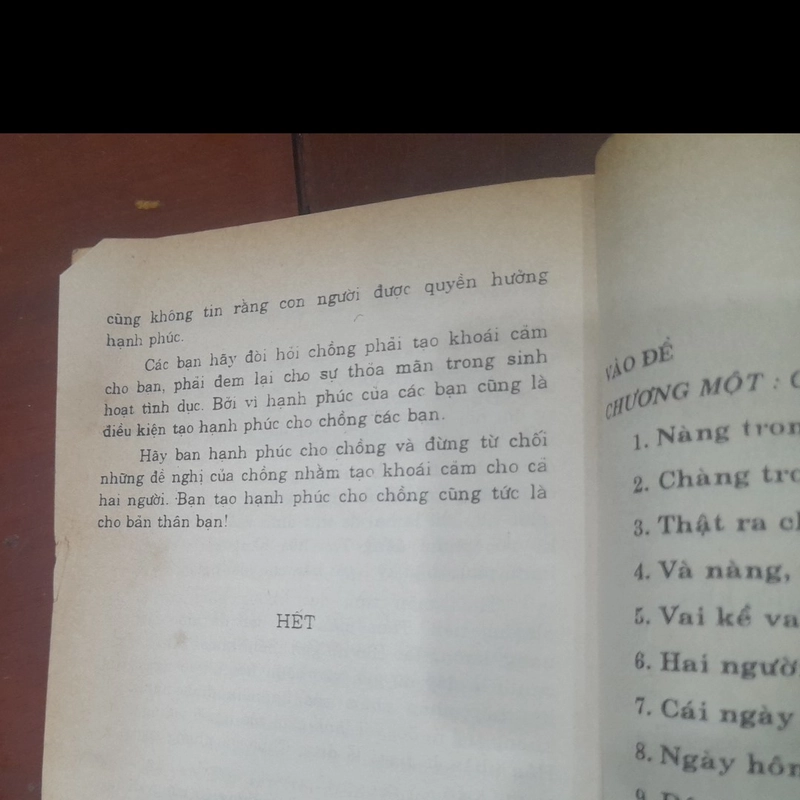 cũng không tin rằng con người được quyền hưởng
hạnh phúc.
Các bạn hãy đòi hỏi chồng phải tạo khoái cảm
cho bạn, phải đem lại cho sự thỏa mãn trong sinh
hoạt tình dục. Bởi vì hạnh phúc của các bạn cũng là
điều kiện tạo hạnh phúc cho chồng các bạn.
Hãy ban hạnh phúc cho chồng và đừng từ chối
những đề nghị của chồng nhằm tạo khoái cảm cho cả
hai người. Bạn tạo hạnh phúc cho chồng cũng tức là
cho bản thân bạn!
HẾT
VÀO ĐỀ
CHƯƠNG MỘT :
1. Nàng
2. Chàng
3. Thật ra
4. Và nàng,
5. Vai kề
6. Hai người
7. Cái ngày
8. Ngày
9.